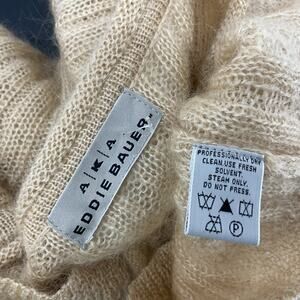 A|K|A
EDDIE BAUER
PROFESSIONALLY DRY
CLEAN.USE FRESH
SOLVENT.
STEAM ONLY.
DO NOT PRESS.
P